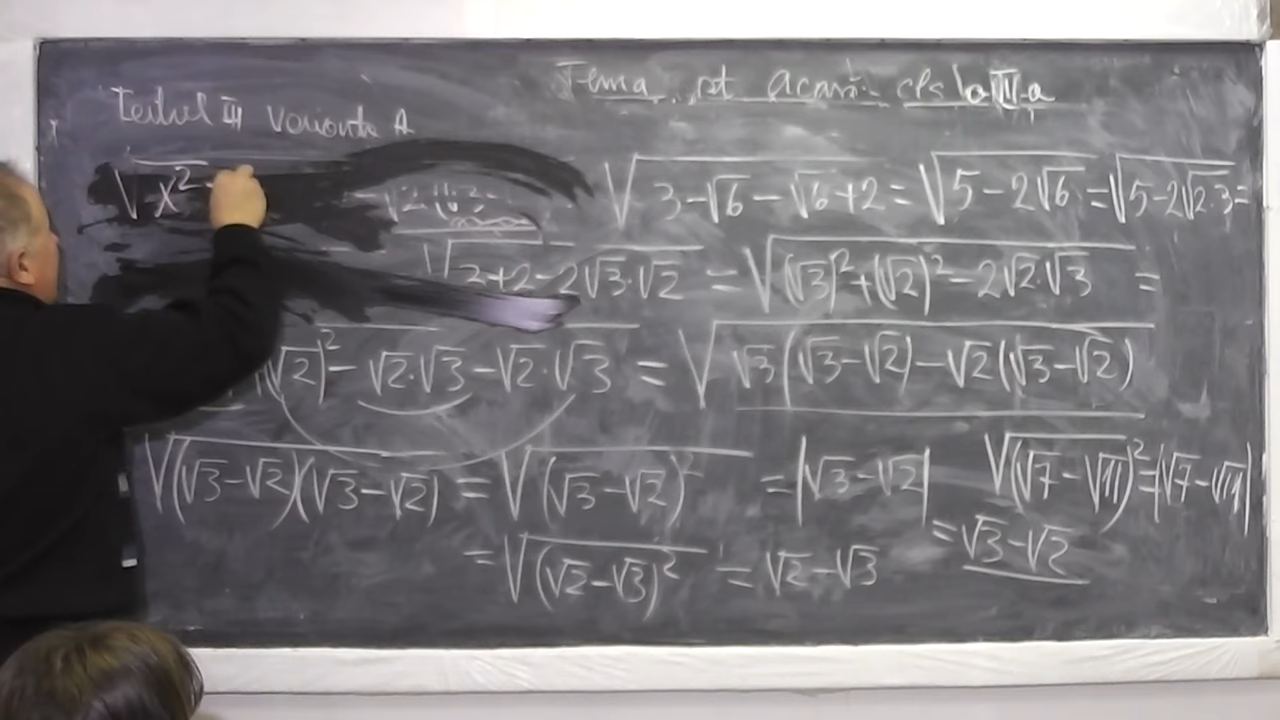 Tema pt acasă cls a VII-a
Testul III varianta A
√x²-
√3-√6-√6+2 = √5-2√6 = √5-2√2·3 =
√3+2-2√3·√2 = √(√3)²+(√2)²-2√2·√3 =
(√2)²-√2·√3-√2·√3 = √√3(√3-√2)-√2(√3-√2)
√(√3-√2)(√3-√2) = √(√3-√2)² = |√3-√2| √(√7-√11)² = |√7-√11|
= √3-√2
= √(√2-√3)² = √2-√3